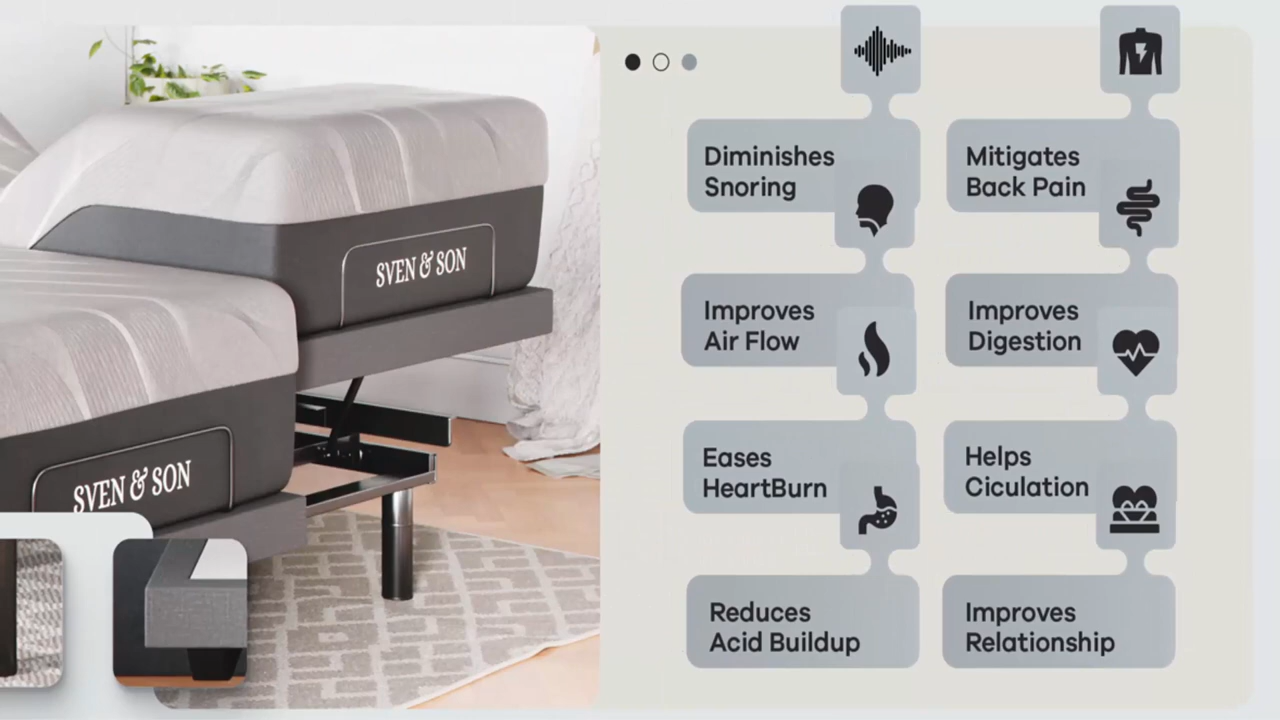 SVEN & SON
SVEN & SON
Diminishes
Snoring
Mitigates
Back Pain
Improves
Air Flow
Improves
Digestion
Eases
HeartBurn
Helps
Ciculation
Reduces
Acid Buildup
Improves
Relationship